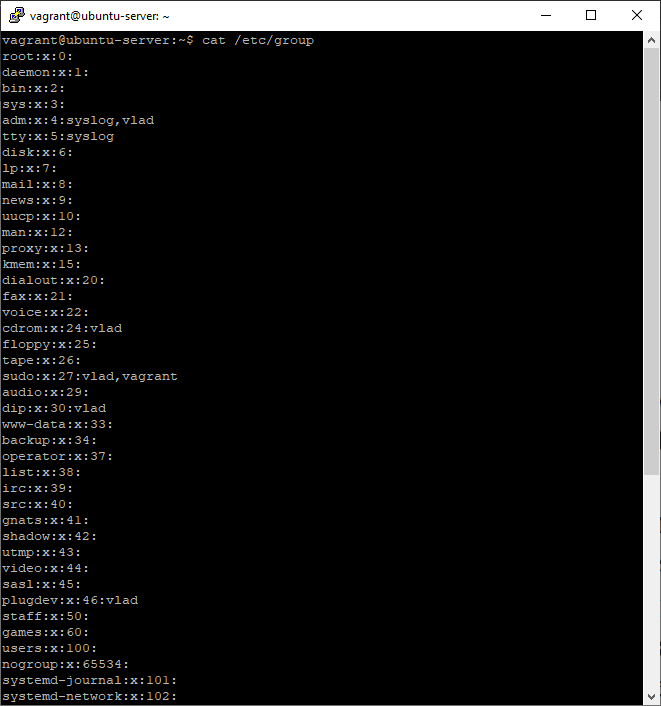 vagrant@ubuntu-server: ~
vagrant@ubuntu-server:~$ cat /etc/group
root:x:0:
daemon:x:1:
bin:x:2:
sys:x:3:
adm:x:4:syslog,vlad
tty:x:5:syslog
disk:x:6:
lp:x:7:
mail:x:8:
news:x:9:
uucp:x:10:
man:x:12:
proxy:x:13:
kmem:x:15:
dialout:x:20:
fax:x:21:
voice:x:22:
cdrom:x:24:vlad
floppy:x:25:
tape:x:26:
sudo:x:27:vlad,vagrant
audio:x:29:
dip:x:30:vlad
www-data:x:33:
backup:x:34:
operator:x:37:
list:x:38:
irc:x:39:
src:x:40:
gnats:x:41:
shadow:x:42:
utmp:x:43:
video:x:44:
sasl:x:45:
plugdev:x:46:vlad
staff:x:50:
games:x:60:
users:x:100:
nogroup:x:65534:
systemd-journal:x:101:
systemd-network:x:102: